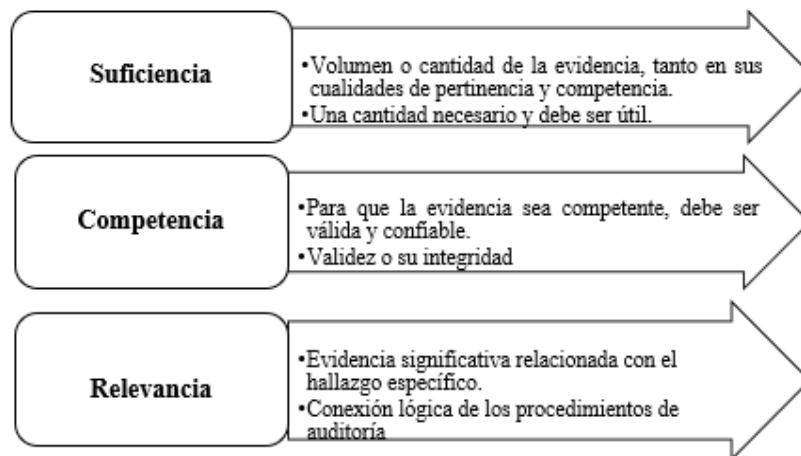 Suficiencia
•Volumen o cantidad de la evidencia, tanto en sus
cualidades de pertinencia y competencia.
•Una cantidad necesario y debe ser útil.
Competencia
•Para que la evidencia sea competente, debe ser
válida y confiable.
•Validez o su integridad
Relevancia
•Evidencia significativa relacionada con el
hallazgo específico.
•Conexión lógica de los procedimientos de
auditoría